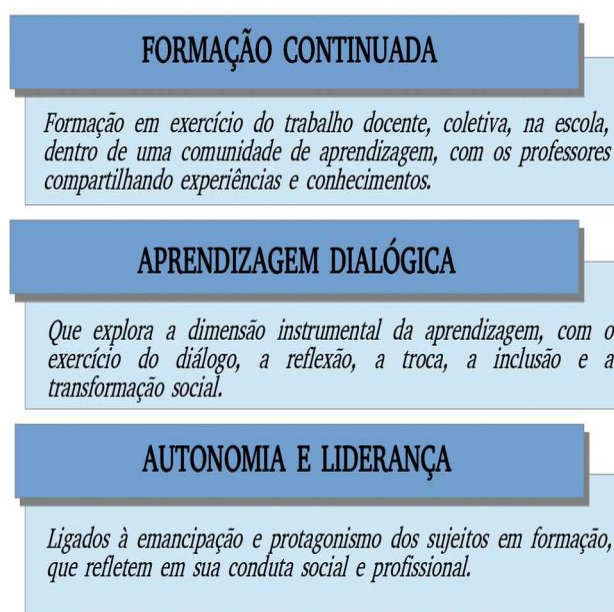 FORMAÇÃO CONTINUADA
Formação em exercício do trabalho docente, coletiva, na escola,
dentro de uma comunidade de aprendizagem, com os professores
compartilhando experiências e conhecimentos.
APRENDIZAGEM DIALÓGICA
Que explora a dimensão instrumental da aprendizagem, com o
exercício do diálogo, a reflexão, a troca, a inclusão e a
transformação social.
AUTONOMIA E LIDERANÇA
Ligados à emancipação e protagonismo dos sujeitos em formação,
que refletem em sua conduta social e profissional.